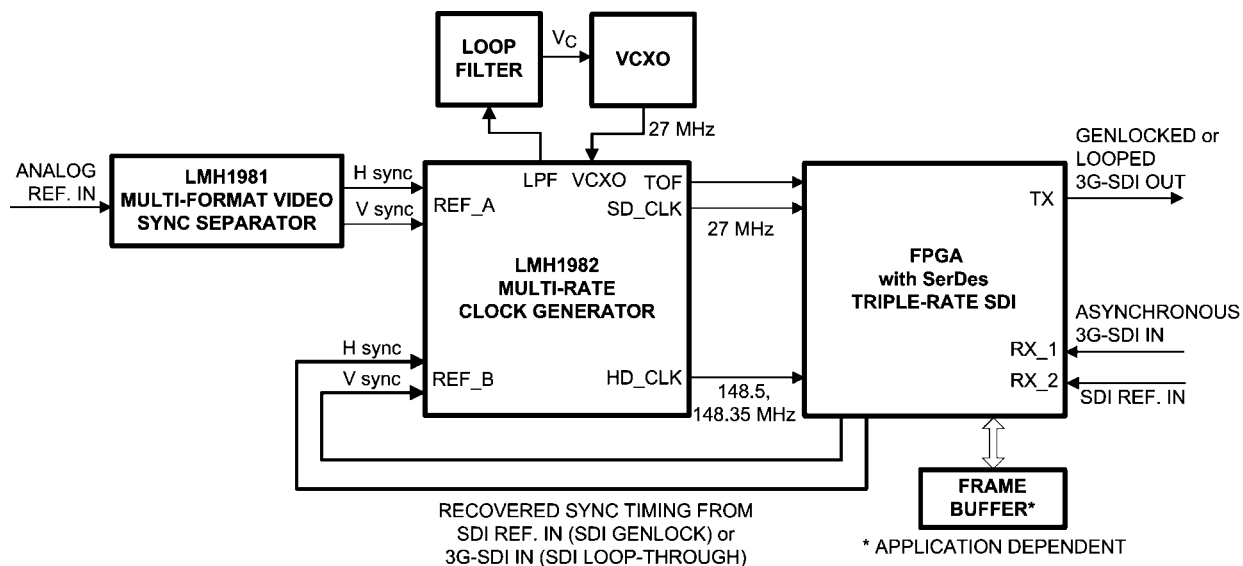 LOOP
FILTER
VC
VCXO
27 MHz
ANALOG
REF. IN
LMH1981
MULTI-FORMAT VIDEO
SYNC SEPARATOR
H sync
V sync
LPF
VCXO
REF_A
TOF
SD_CLK
27 MHz
LMH1982
MULTI-RATE
CLOCK GENERATOR
H sync
V sync
REF_B
HD_CLK
148.5,
148.35 MHz
FPGA
with SerDes
TRIPLE-RATE SDI
TX
GENLOCKED or
LOOPED
3G-SDI OUT
ASYNCHRONOUS
3G-SDI IN
RX_1
RX_2
SDI REF. IN
FRAME
BUFFER*
* APPLICATION DEPENDENT
RECOVERED SYNC TIMING FROM
SDI REF. IN (SDI GENLOCK) or
3G-SDI IN (SDI LOOP-THROUGH)